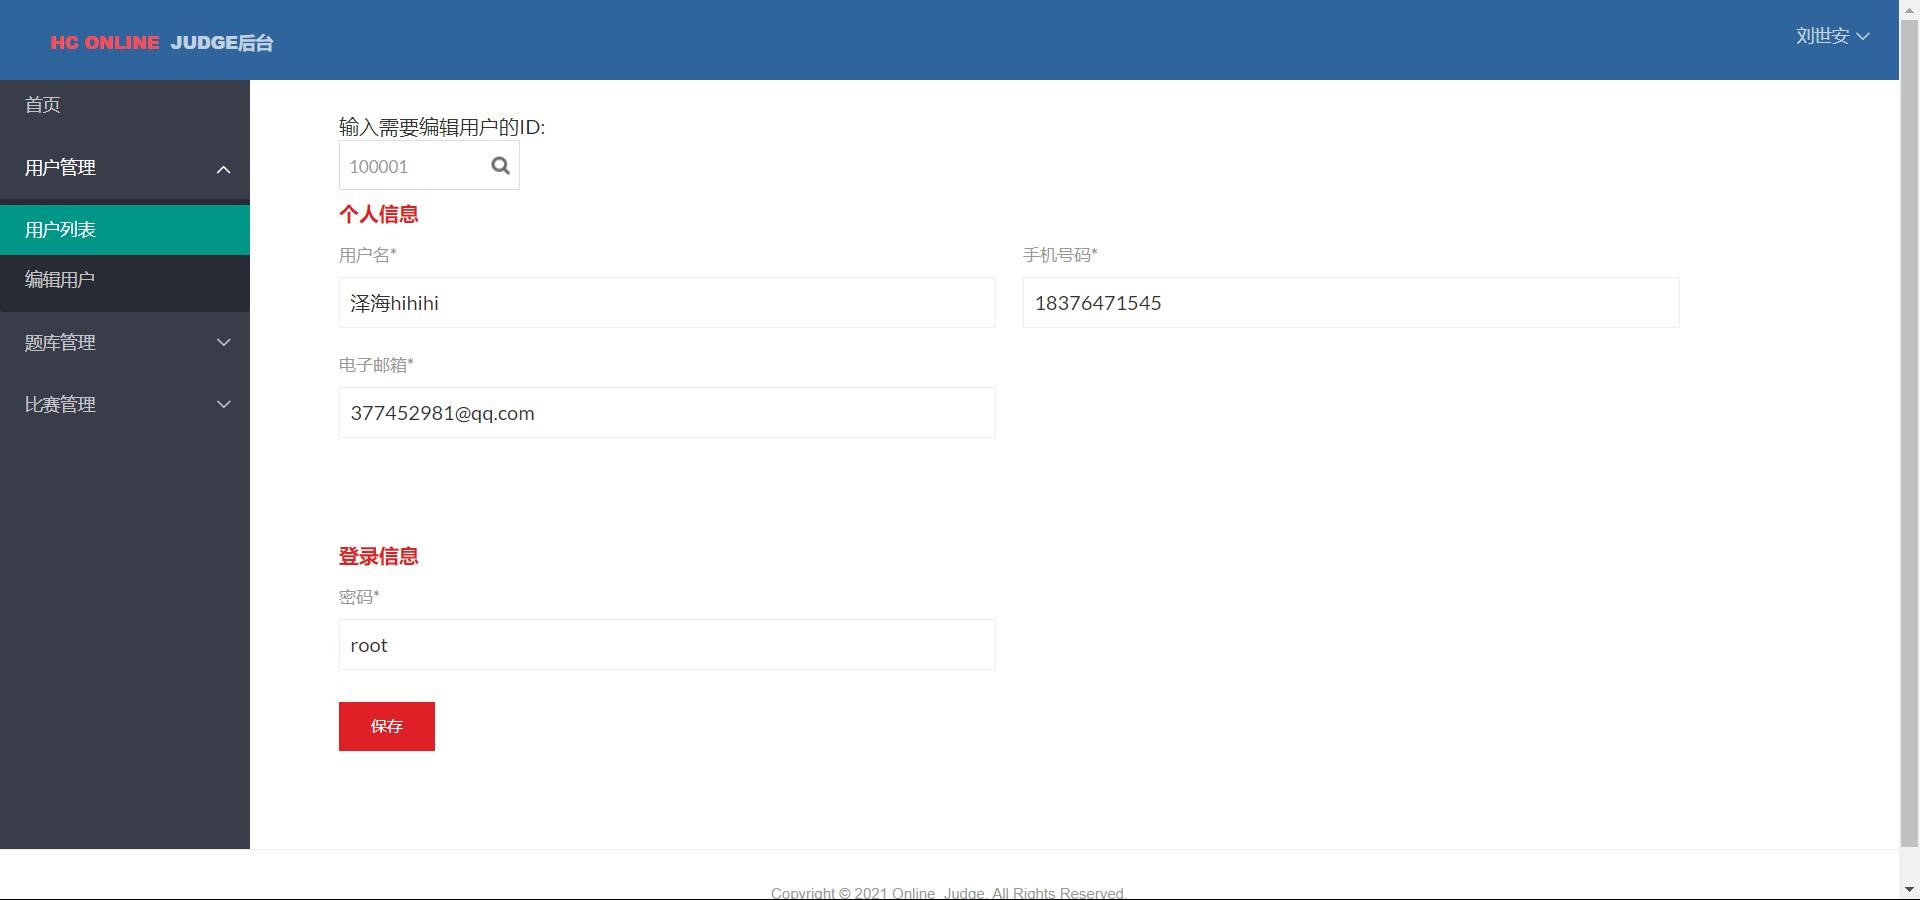 HC ONLINE JUDGE后台
刘世安
首页
用户管理
用户列表
编辑用户
题库管理
比赛管理
输入需要编辑用户的ID:
100001
个人信息
用户名*
手机号码*
泽海hihihi
18376471545
电子邮箱*
377452981@qq.com
登录信息
密码*
root
保存
Copyright © 2021 Online Judge. All Rights Reserved.